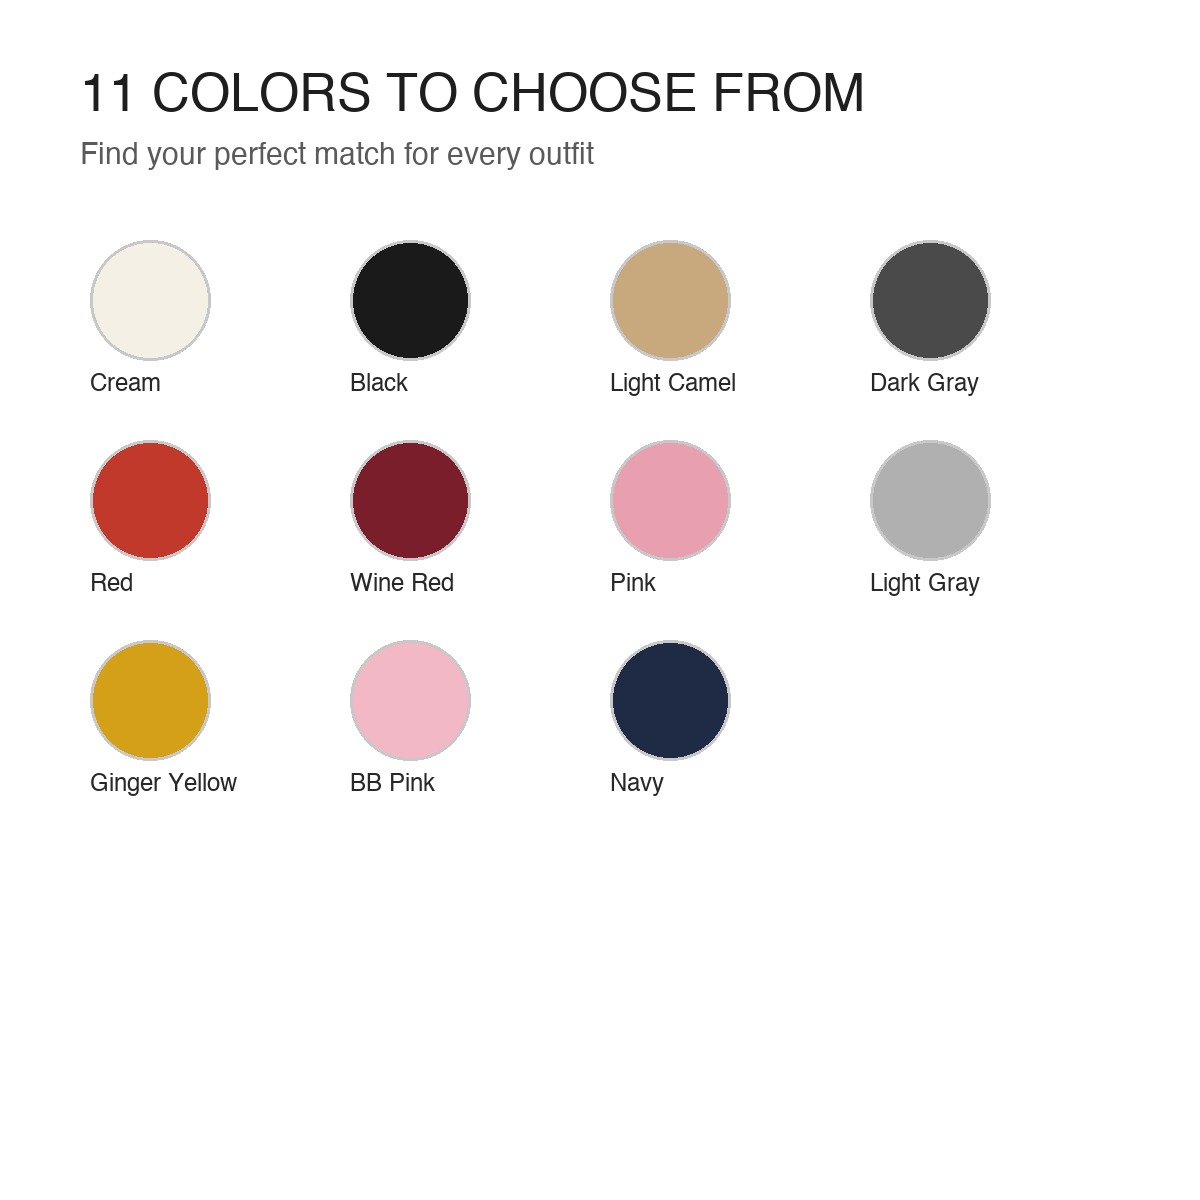 11 COLORS TO CHOOSE FROM
Find your perfect match for every outfit
Cream
Black
Light Camel
Dark Gray
Red
Wine Red
Pink
Light Gray
Ginger Yellow
BB Pink
Navy